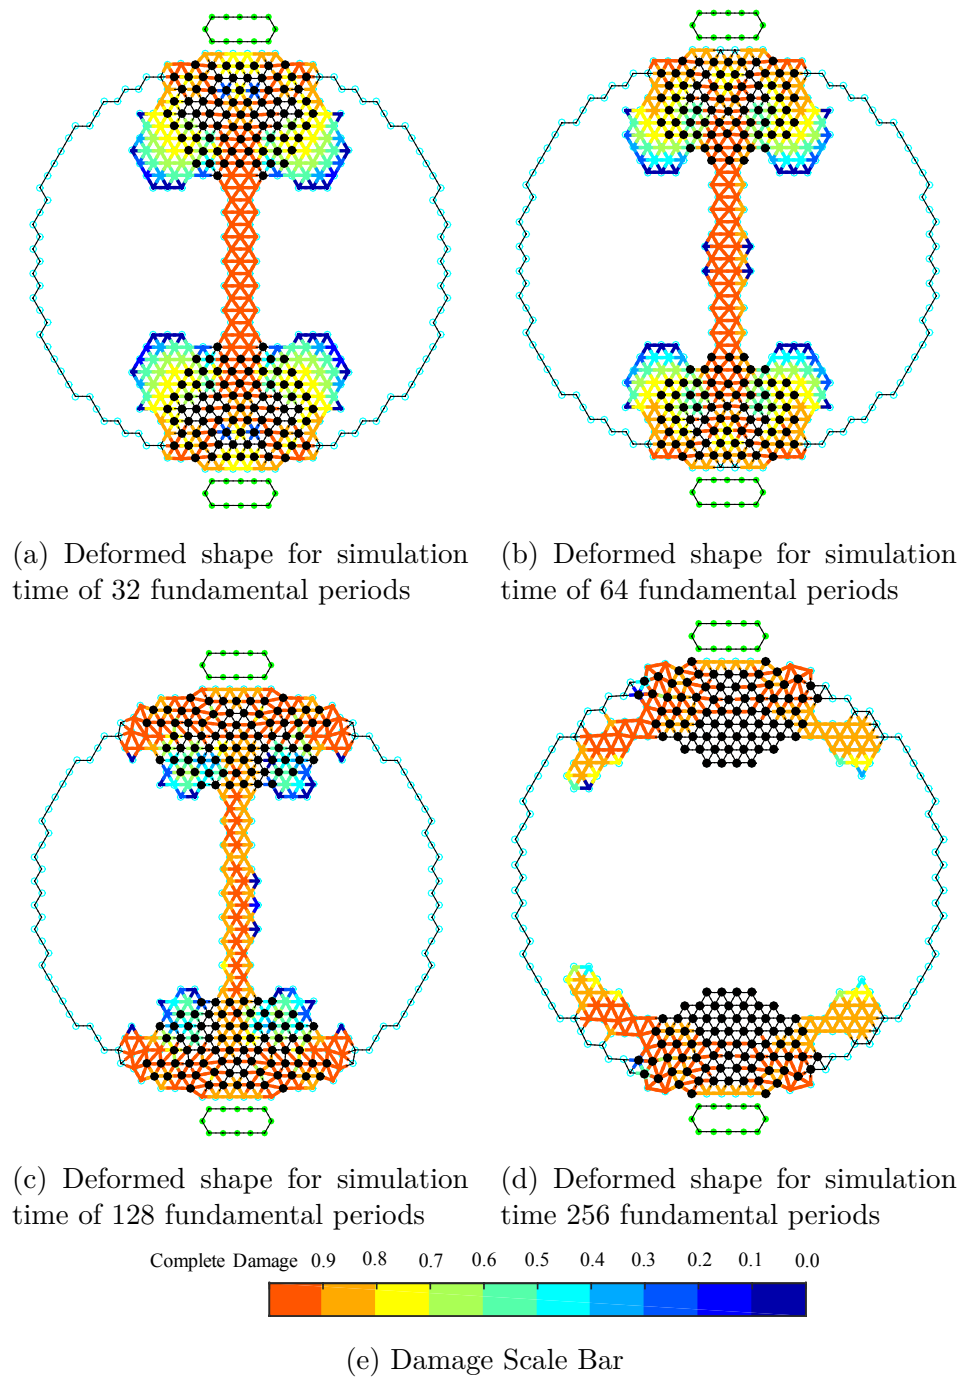 (a) Deformed shape for simulation
time of 32 fundamental periods
(b) Deformed shape for simulation
time of 64 fundamental periods
(c) Deformed shape for simulation
time of 128 fundamental periods
(d) Deformed shape for simulation
time 256 fundamental periods
Complete Damage 0.9 0.8 0.7 0.6 0.5 0.4 0.3 0.2 0.1 0.0
(e) Damage Scale Bar